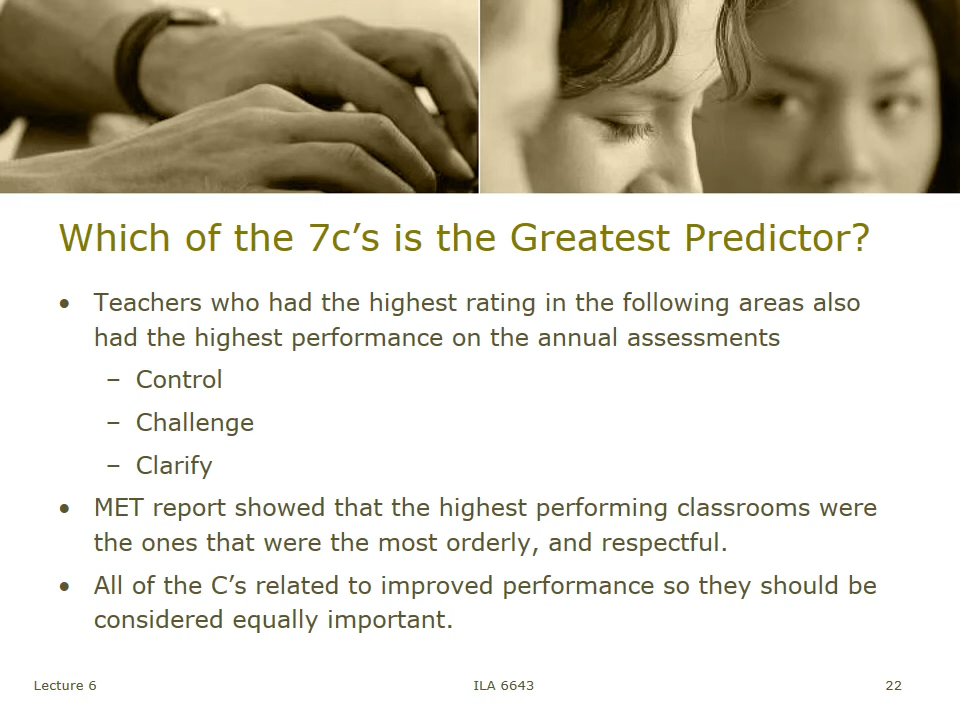 Which of the 7c’s is the Greatest Predictor?
• Teachers who had the highest rating in the following areas also
had the highest performance on the annual assessments
– Control
– Challenge
– Clarify
• MET report showed that the highest performing classrooms were
the ones that were the most orderly, and respectful.
• All of the C’s related to improved performance so they should be
considered equally important.
Lecture 6 ILA 6643 22